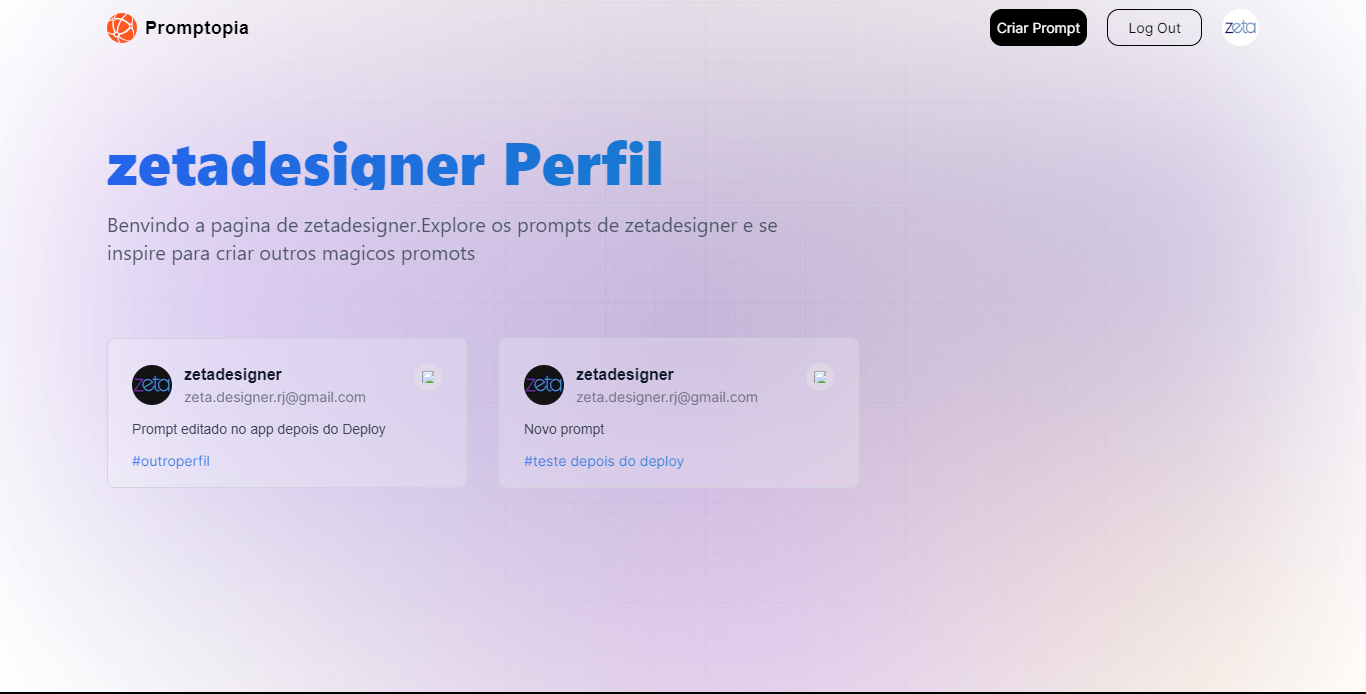 Promptopia
Criar Prompt
Log Out
zeta
zetadesigner Perfil
Benvindo a pagina de zetadesigner.Explore os prompts de zetadesigner e se
inspire para criar outros magicos promots
zeta
zetadesigner
zeta.designer.rj@gmail.com
Prompt editado no app depois do Deploy
#outroperfil
zeta
zetadesigner
zeta.designer.rj@gmail.com
Novo prompt
#teste depois do deploy